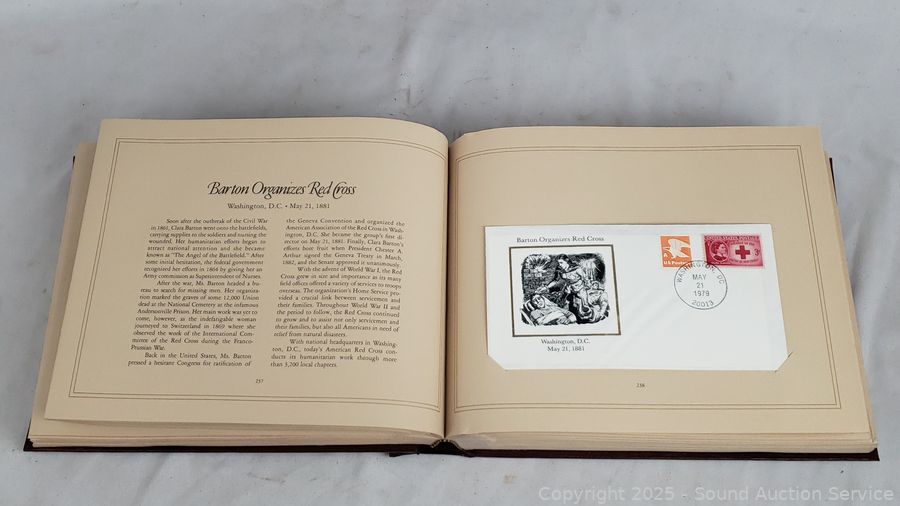 Barton Organizes Red Cross
Washington, D.C. • May 21, 1881
Soon after the outbreak of the Civil War
in 1861, Clara Barton went onto the battlefields,
carrying supplies to the soldiers and nursing the
wounded. Her humanitarian efforts began to
attract national attention and she became
known as "The Angel of the Battlefield." After
some initial hesitation, the federal government
recognized her efforts in 1864 by giving her an
Army commission as Superintendent of Nurses.
After the war, Ms. Barton headed a bu-
reau to search for missing men. Her organiza-
tion marked the graves of some 12,000 Union
dead at the National Cemetery at the infamous
Andersonville Prison. Her main work was yet to
come, however, as the indefatigable woman
journeyed to Switzerland in 1869 where she
observed the work of the International Com-
mittee of the Red Cross during the Franco-
Prussian War.
Back in the United States, Ms. Barton
pressed a hesitant Congress for ratification of
the Geneva Convention and organized the
American Association of the Red Cross in Wash-
ington, D.C. She became the group's first di-
rector on May 21, 1881. Finally, Clara Barton's
efforts bore fruit when President Chester A.
Arthur signed the Geneva Treaty in March,
1882, and the Senate approved it unanimously.
With the advent of World War I, the Red
Cross grew in size and importance as its many
field offices offered a variety of services to troops
overseas. The organization's Home Service pro-
vided a crucial link between servicemen and
their families. Throughout World War II and
the period to follow, the Red Cross continued
to grow and to assist not only servicemen and
their families, but also all Americans in need of
relief from natural disasters.
With national headquarters in Washing-
ton, D.C., today's American Red Cross con-
ducts its humanitarian work through more
than 3,700 local chapters.
237
Barton Organizes Red Cross
Washington, D.C.
May 21, 1881
A
US Postage
UNITED STATES POSTAGE
3¢
WASHINGTON, DC
MAY
21
1979
20013
238
Copyright 2025 - Sound Auction Service